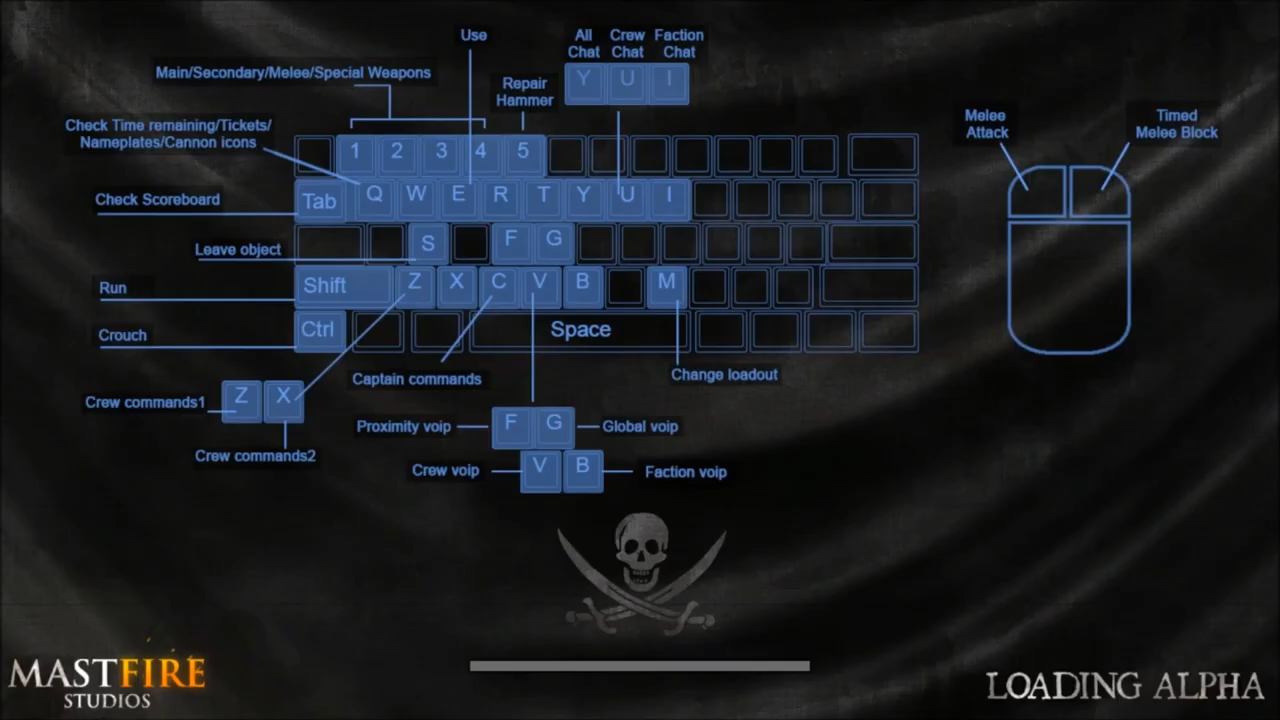 Use
All Chat
Crew Chat
Faction Chat
Main/Secondary/Melee/Special Weapons
Repair Hammer
Y U I
Check Time remaining/Tickets/
Nameplates/Cannon icons
Melee Attack
Timed Melee Block
1 2 3 4 5
Check Scoreboard
Tab Q W E R T Y U I
Leave object
S F G
Run
Shift Z X C V B M
Crouch
Ctrl Space
Captain commands
Change loadout
Crew commands1
Z X
Crew commands2
Proximity voip
F G
Global voip
Crew voip
V B
Faction voip
MASTFIRE
STUDIOS
LOADING ALPHA